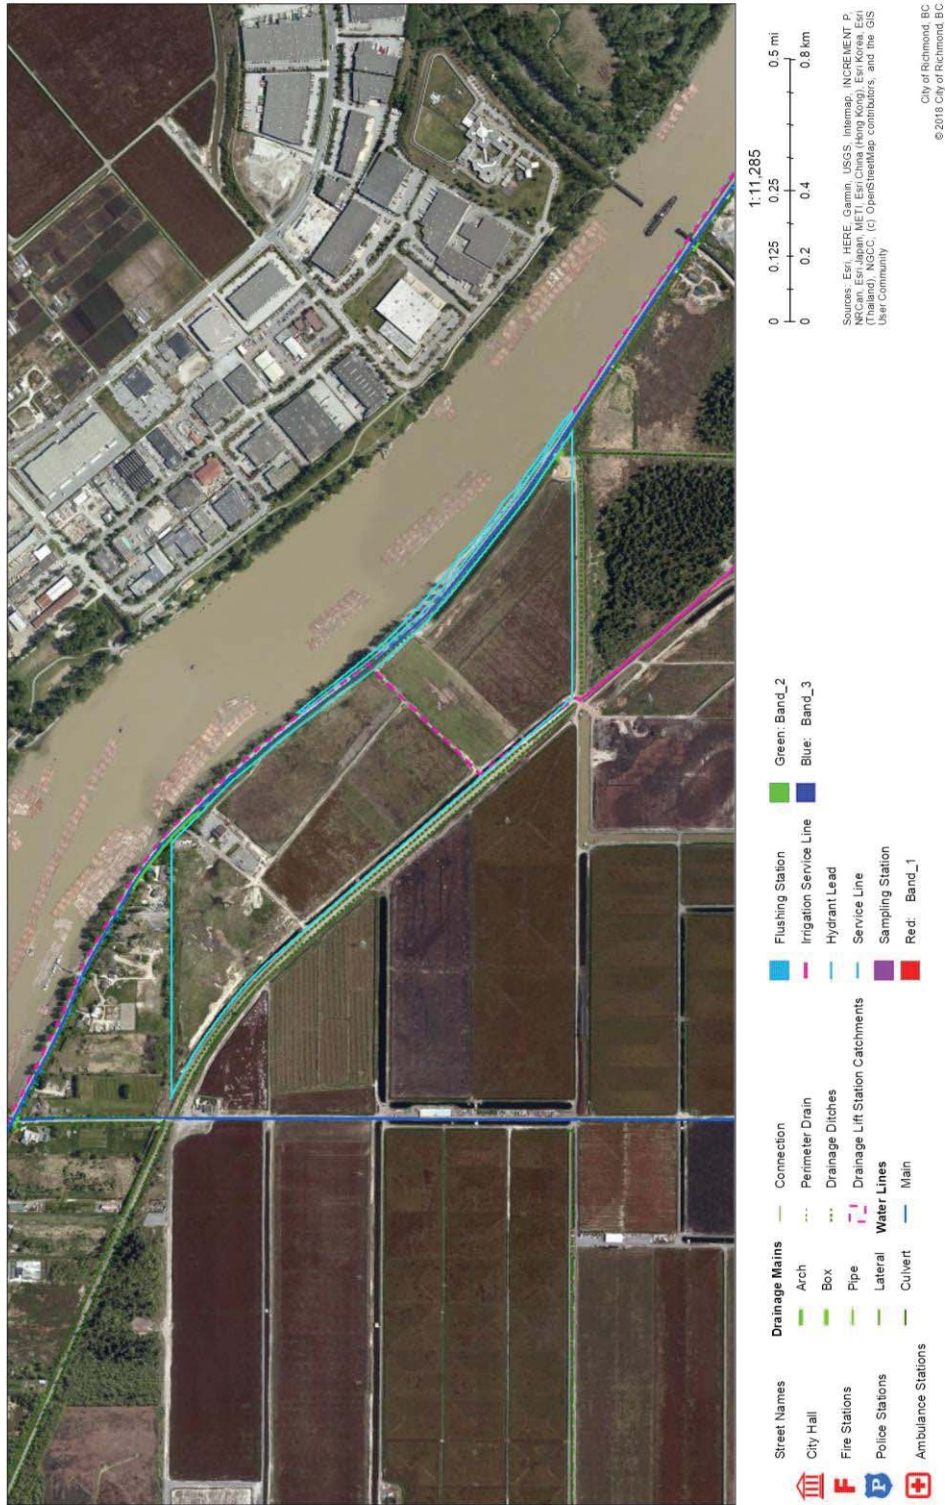 1:11,285
0 0.125 0.25 0.5 mi
0 0.2 0.4 0.8 km
Sources: Esri, HERE, Garmin, USGS, Intermap, INCREMENT P,
NRCan, Esri Japan, METI, Esri China (Hong Kong), Esri Korea, Esri
(Thailand), NGCC, (c) OpenStreetMap contributors, and the GIS
User Community
City of Richmond, BC
© 2018 City of Richmond, BC
Street Names
City Hall
F Fire Stations
P Police Stations
Ambulance Stations
Drainage Mains
Arch
Box
Pipe
Lateral
Culvert
Connection
Perimeter Drain
Drainage Ditches
Drainage Lift Station Catchments
Water Lines
Main
Flushing Station
Irrigation Service Line
Hydrant Lead
Service Line
Sampling Station
Red: Band_1
Green: Band_2
Blue: Band_3